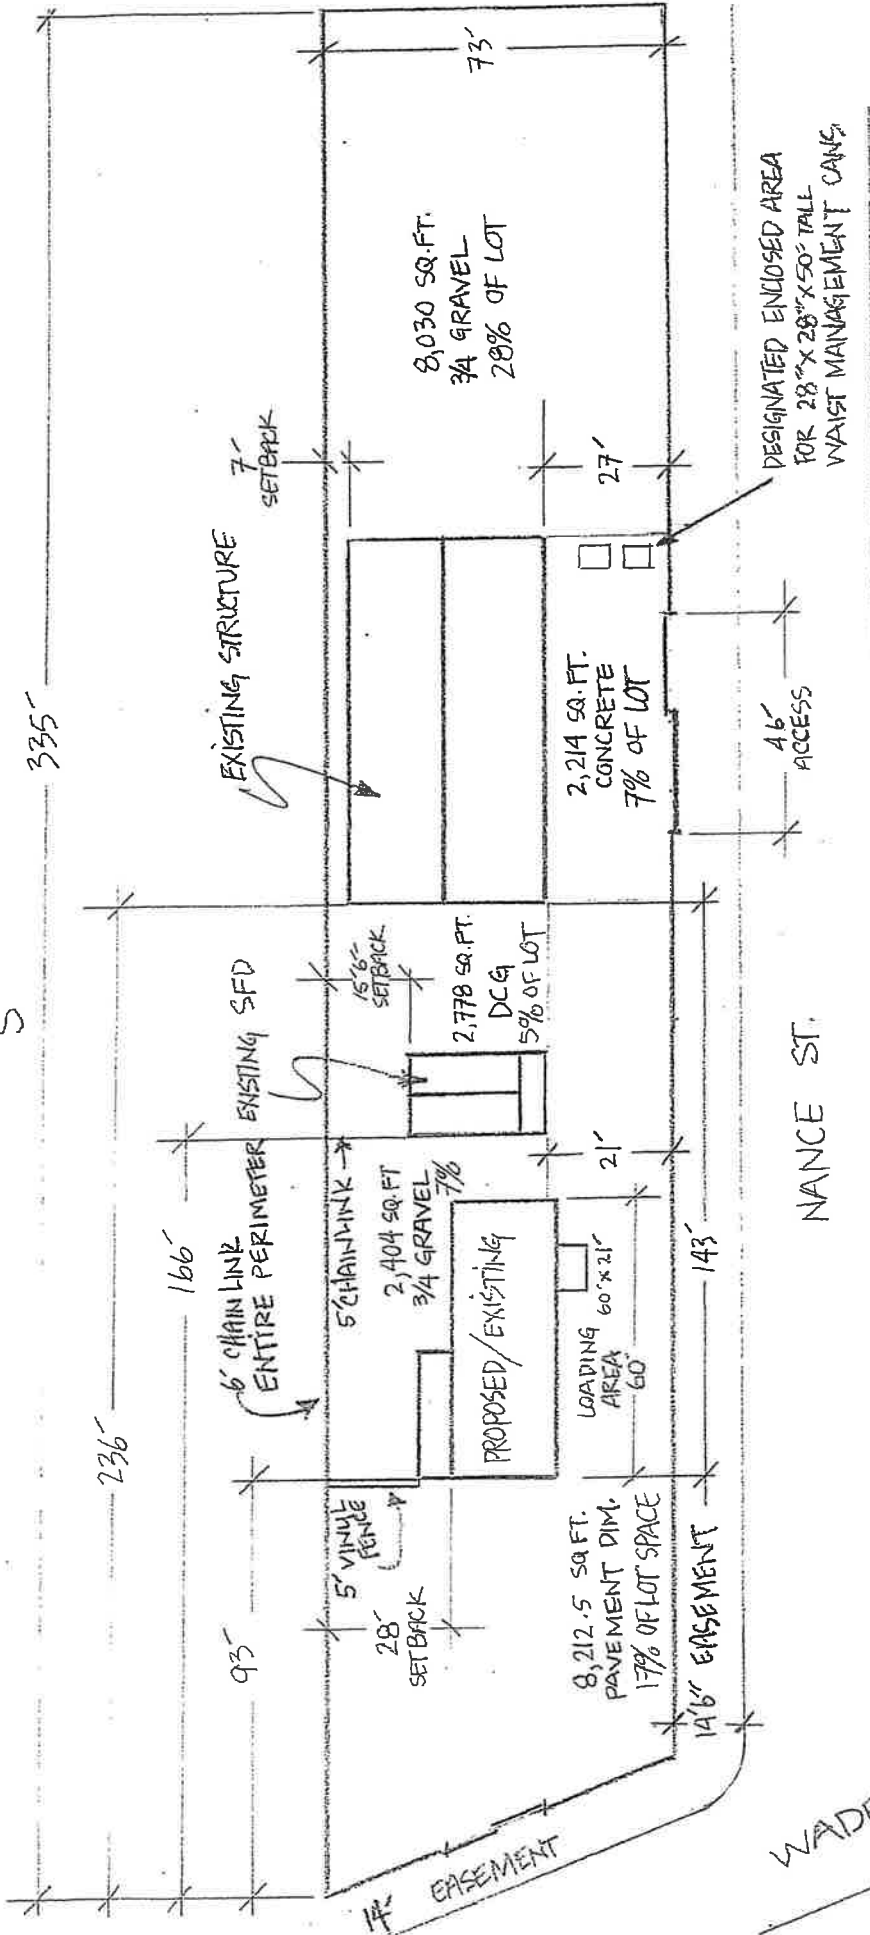 335'
236'
166'
93'
S
73'
8,030 SQ.FT.
3/4 GRAVEL
28% OF LOT
7'
SETBACK
27'
DESIGNATED ENCLOSED AREA
FOR 28"X28"X50" TALL
WAIST MANAGEMENT CANS.
EXISTING STRUCTURE
2,214 SQ.FT.
CONCRETE
7% OF LOT
46'
ACCESS
EXISTING SFD
15'6"
SETBACK
2,778 SQ.FT.
DCG
5% OF LOT
6' CHAINLINK
ENTIRE PERIMETER
5' CHAINLINK
2,404 SQ.FT
3/4 GRAVEL
7%
21'
PROPOSED/EXISTING
LOADING
AREA
60'X21'
60'
143'
NANCE ST.
5' VINYL
FENCE
28'
SETBACK
8,212.5 SQ FT.
PAVEMENT DIM.
17% OF LOT SPACE
14'6" EASEMENT
14' EASEMENT
WADE